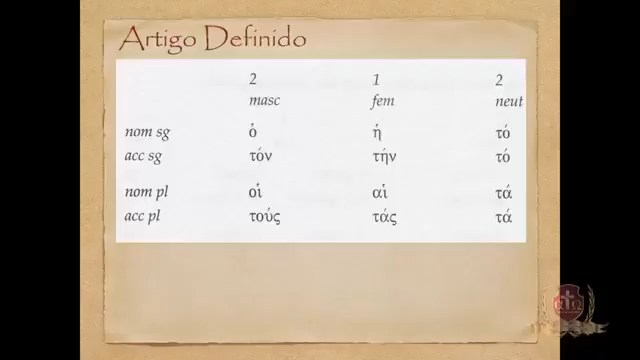 Artigo Definido
2 1 2
masc fem neut
nom sg ὁ ἡ τό
acc sg τόν τήν τό
nom pl οἱ αἱ τά
acc pl τούς τάς τά